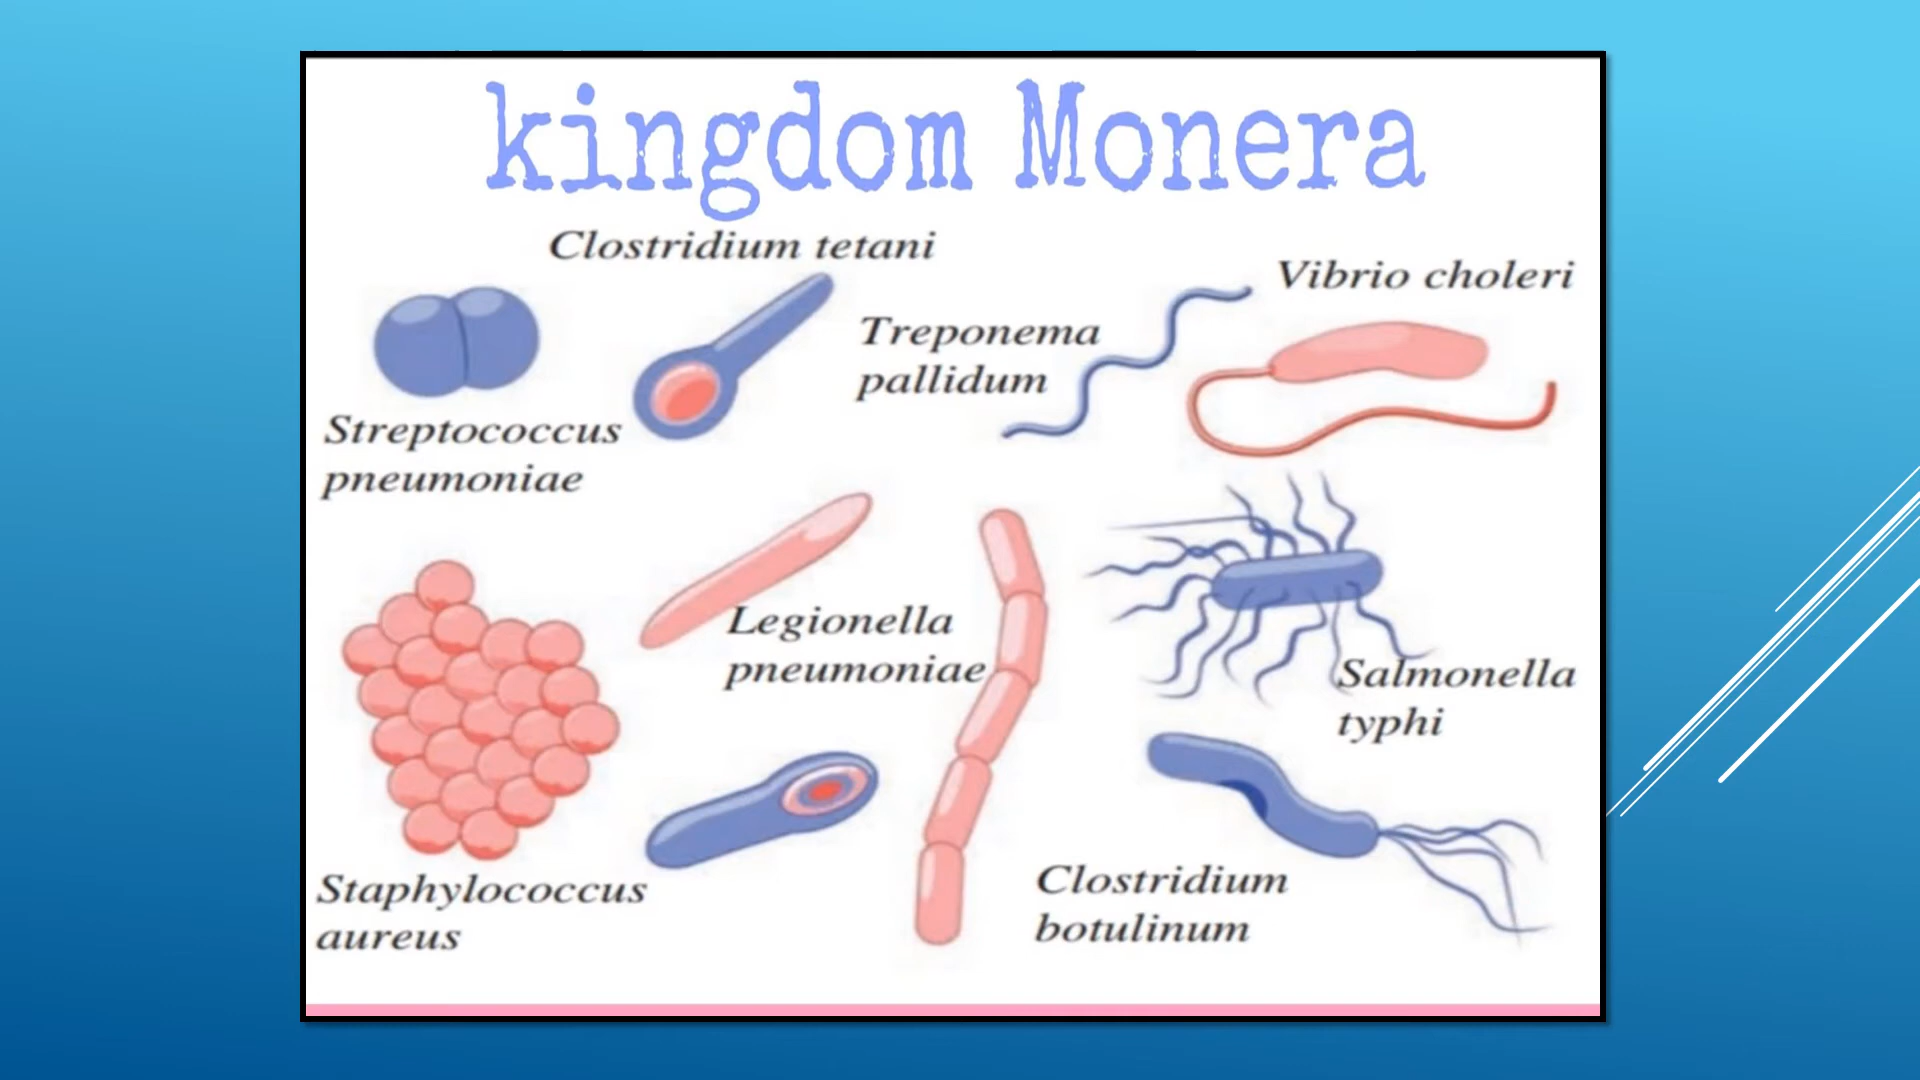 kingdom Monera
Clostridium tetani
Vibrio choleri
Treponema
pallidum
Streptococcus
pneumoniae
Legionella
pneumoniae
Salmonella
typhi
Staphylococcus
aureus
Clostridium
botulinum